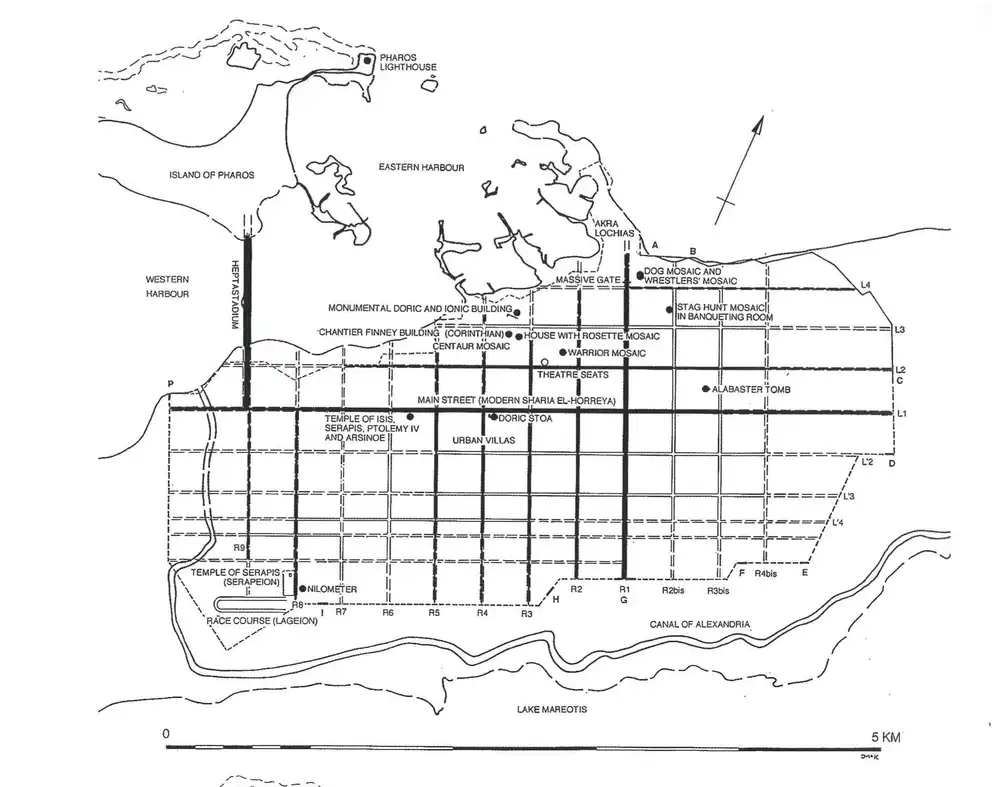 PHAROS
LIGHTHOUSE
EASTERN HARBOUR
ISLAND OF PHAROS
AKRA
LOCHIAS
A
B
HEPTASTADIUM
WESTERN
HARBOUR
DOG MOSAIC AND
WRESTLERS' MOSAIC
MASSIVE GATE
L4
MONUMENTAL DORIC AND IONIC BUILDING
STAG HUNT MOSAIC
IN BANQUETING ROOM
'CHANTIER FINNEY BUILDING (CORINTHIAN)
HOUSE WITH ROSETTE MOSAIC
L3
CENTAUR MOSAIC
WARRIOR MOSAIC
THEATRE SEATS
L2
P
C
ALABASTER TOMB
MAIN STREET (MODERN SHARIA EL-HORREYA)
L1
TEMPLE OF ISIS,
SERAPIS, PTOLEMY IV
AND ARSINOE
DORIC STOA
URBAN VILLAS
L'2
D
L'3
L'4
R9
TEMPLE OF SERAPIS
(SERAPEION)
NILOMETER
F
R4bis
E
R8
I
R7
R6
R5
R4
R3
H
R2
R1
G
R2bis
R3bis
RACE COURSE (LAGEION)
CANAL OF ALEXANDRIA
LAKE MAREOTIS
0
5 KM